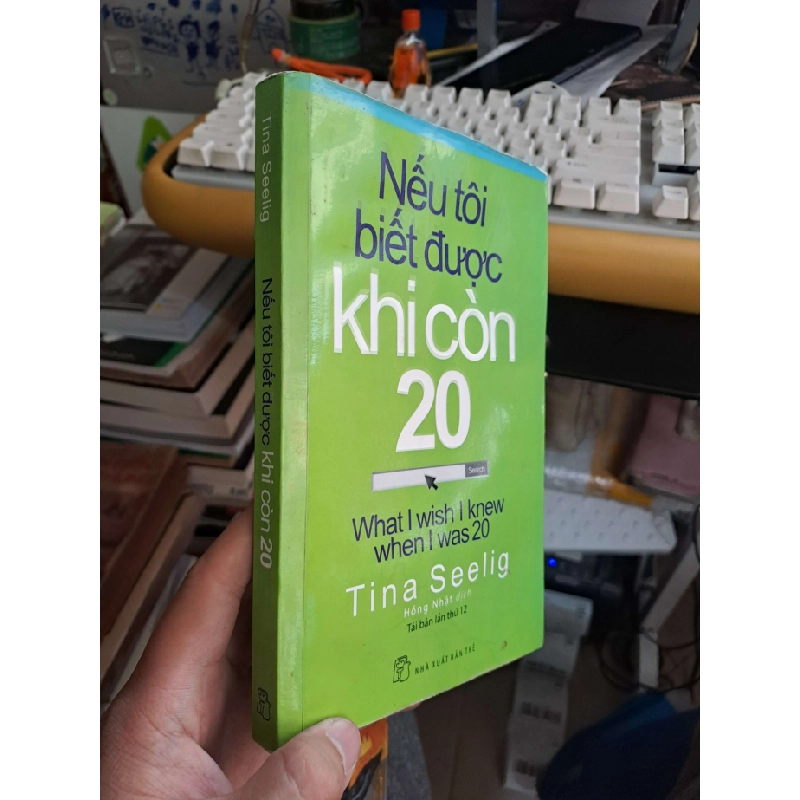 Nếu tôi
biết được
khi còn
20
Search
What I wish I knew
when I was 20
Tina Seelig
Hồng Nhật dịch
Tái bản lần thứ 12
NHÀ XUẤT BẢN TRẺ
Tina Seelig
Nếu tôi biết được khi còn 20